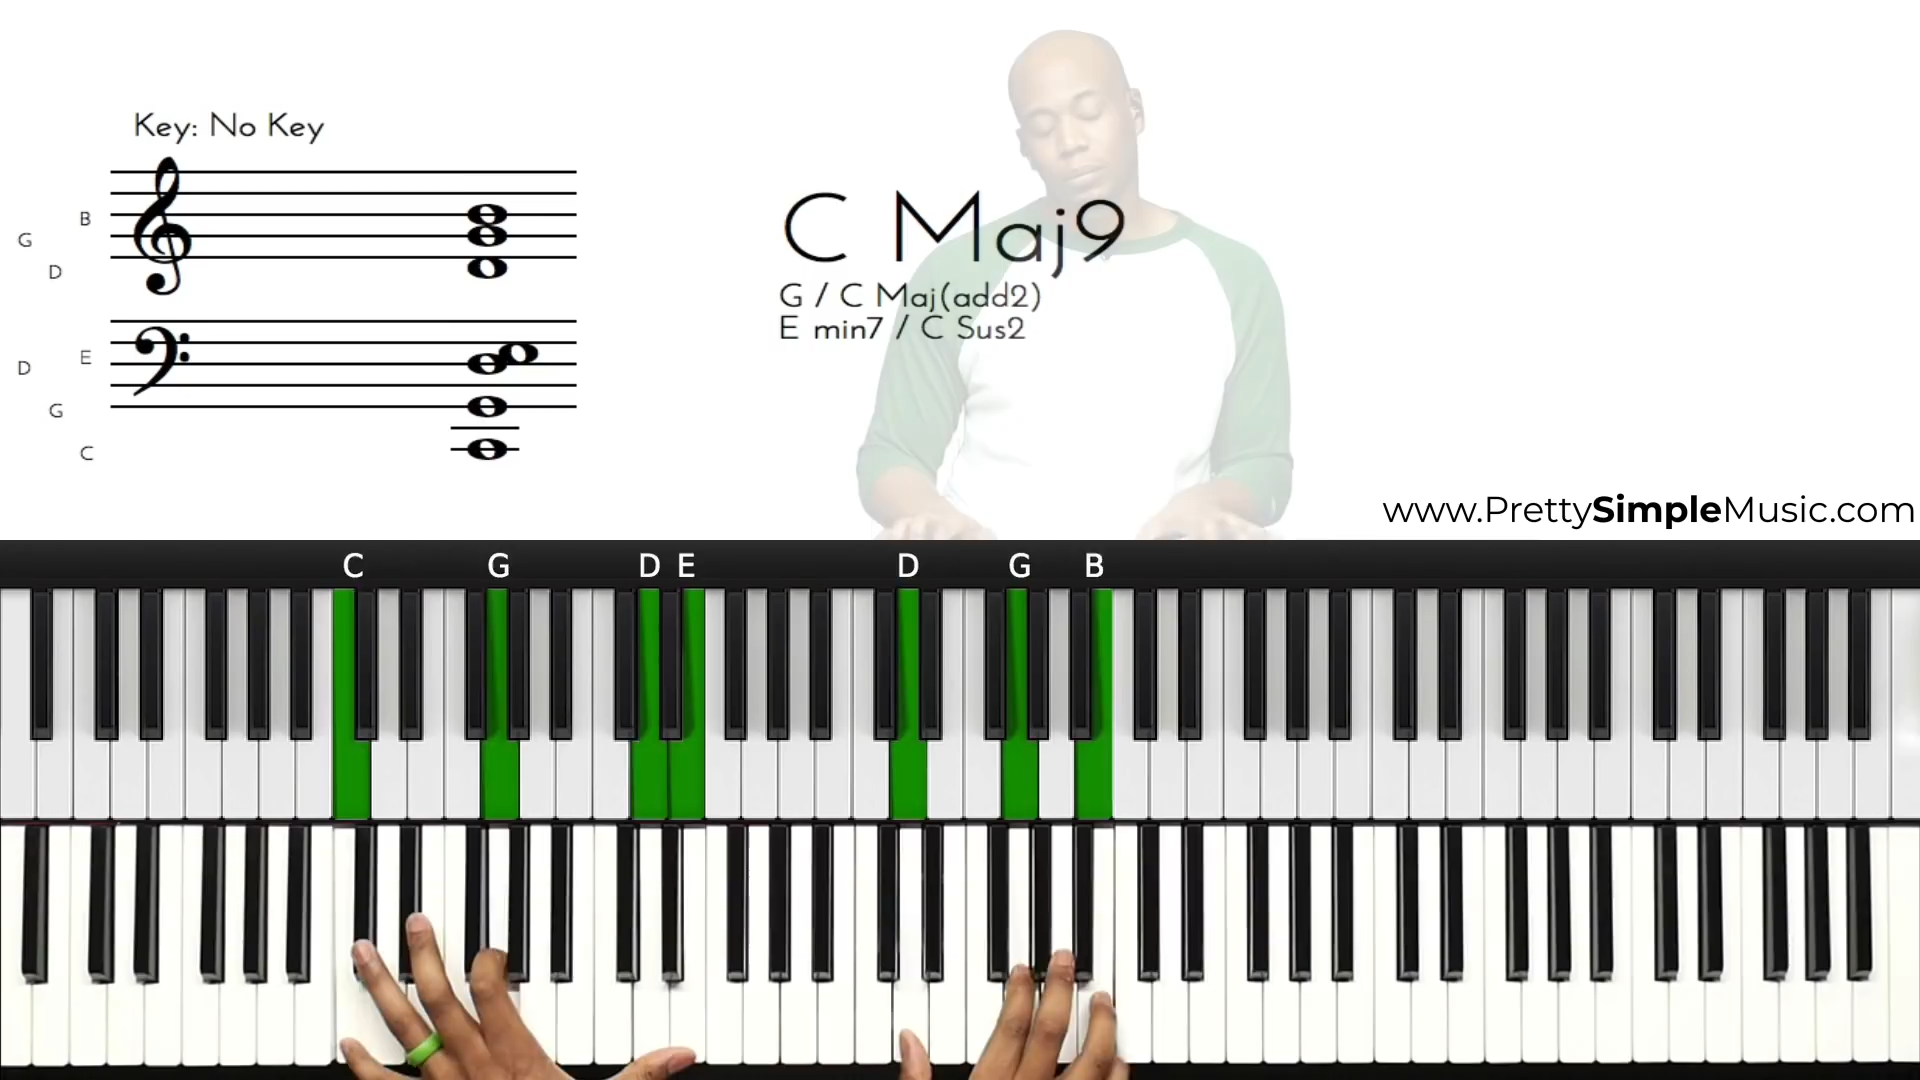 Key: No Key
B
G
D
E
D
G
C
C Maj9
G / C Maj(add2)
E min7 / C Sus2
www.PrettySimpleMusic.com
C G D E D G B